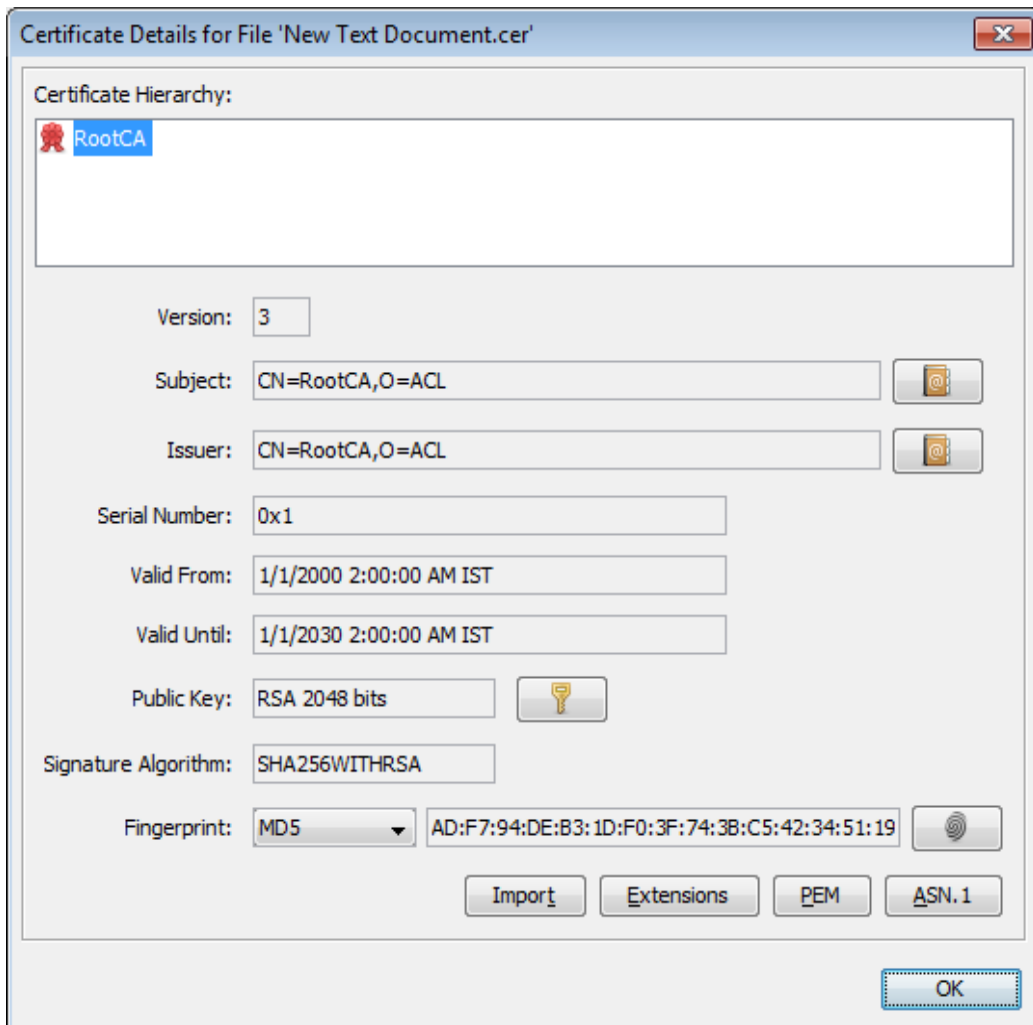 Certificate Details for File 'New Text Document.cer'
Certificate Hierarchy:
RootCA
Version: 3
Subject: CN=RootCA,O=ACL
Issuer: CN=RootCA,O=ACL
Serial Number: 0x1
Valid From: 1/1/2000 2:00:00 AM IST
Valid Until: 1/1/2030 2:00:00 AM IST
Public Key: RSA 2048 bits
Signature Algorithm: SHA256WITHRSA
Fingerprint: MD5 AD:F7:94:DE:B3:1D:F0:3F:74:3B:C5:42:34:51:19
Import Extensions PEM ASN.1
OK